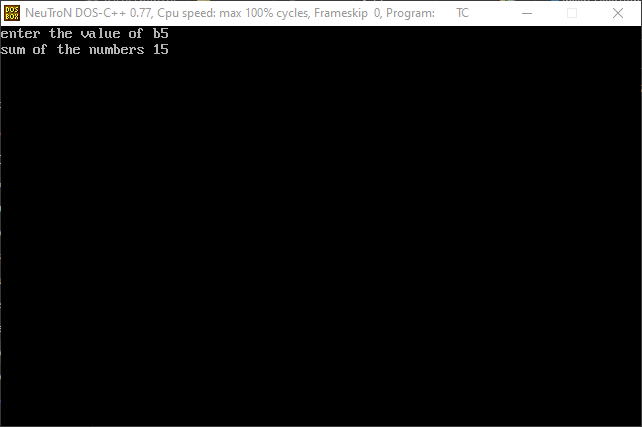 DOS
BOX
NeuTroN DOS-C++ 0.77, Cpu speed: max 100% cycles, Frameskip 0, Program: TC
enter the value of b5
sum of the numbers 15